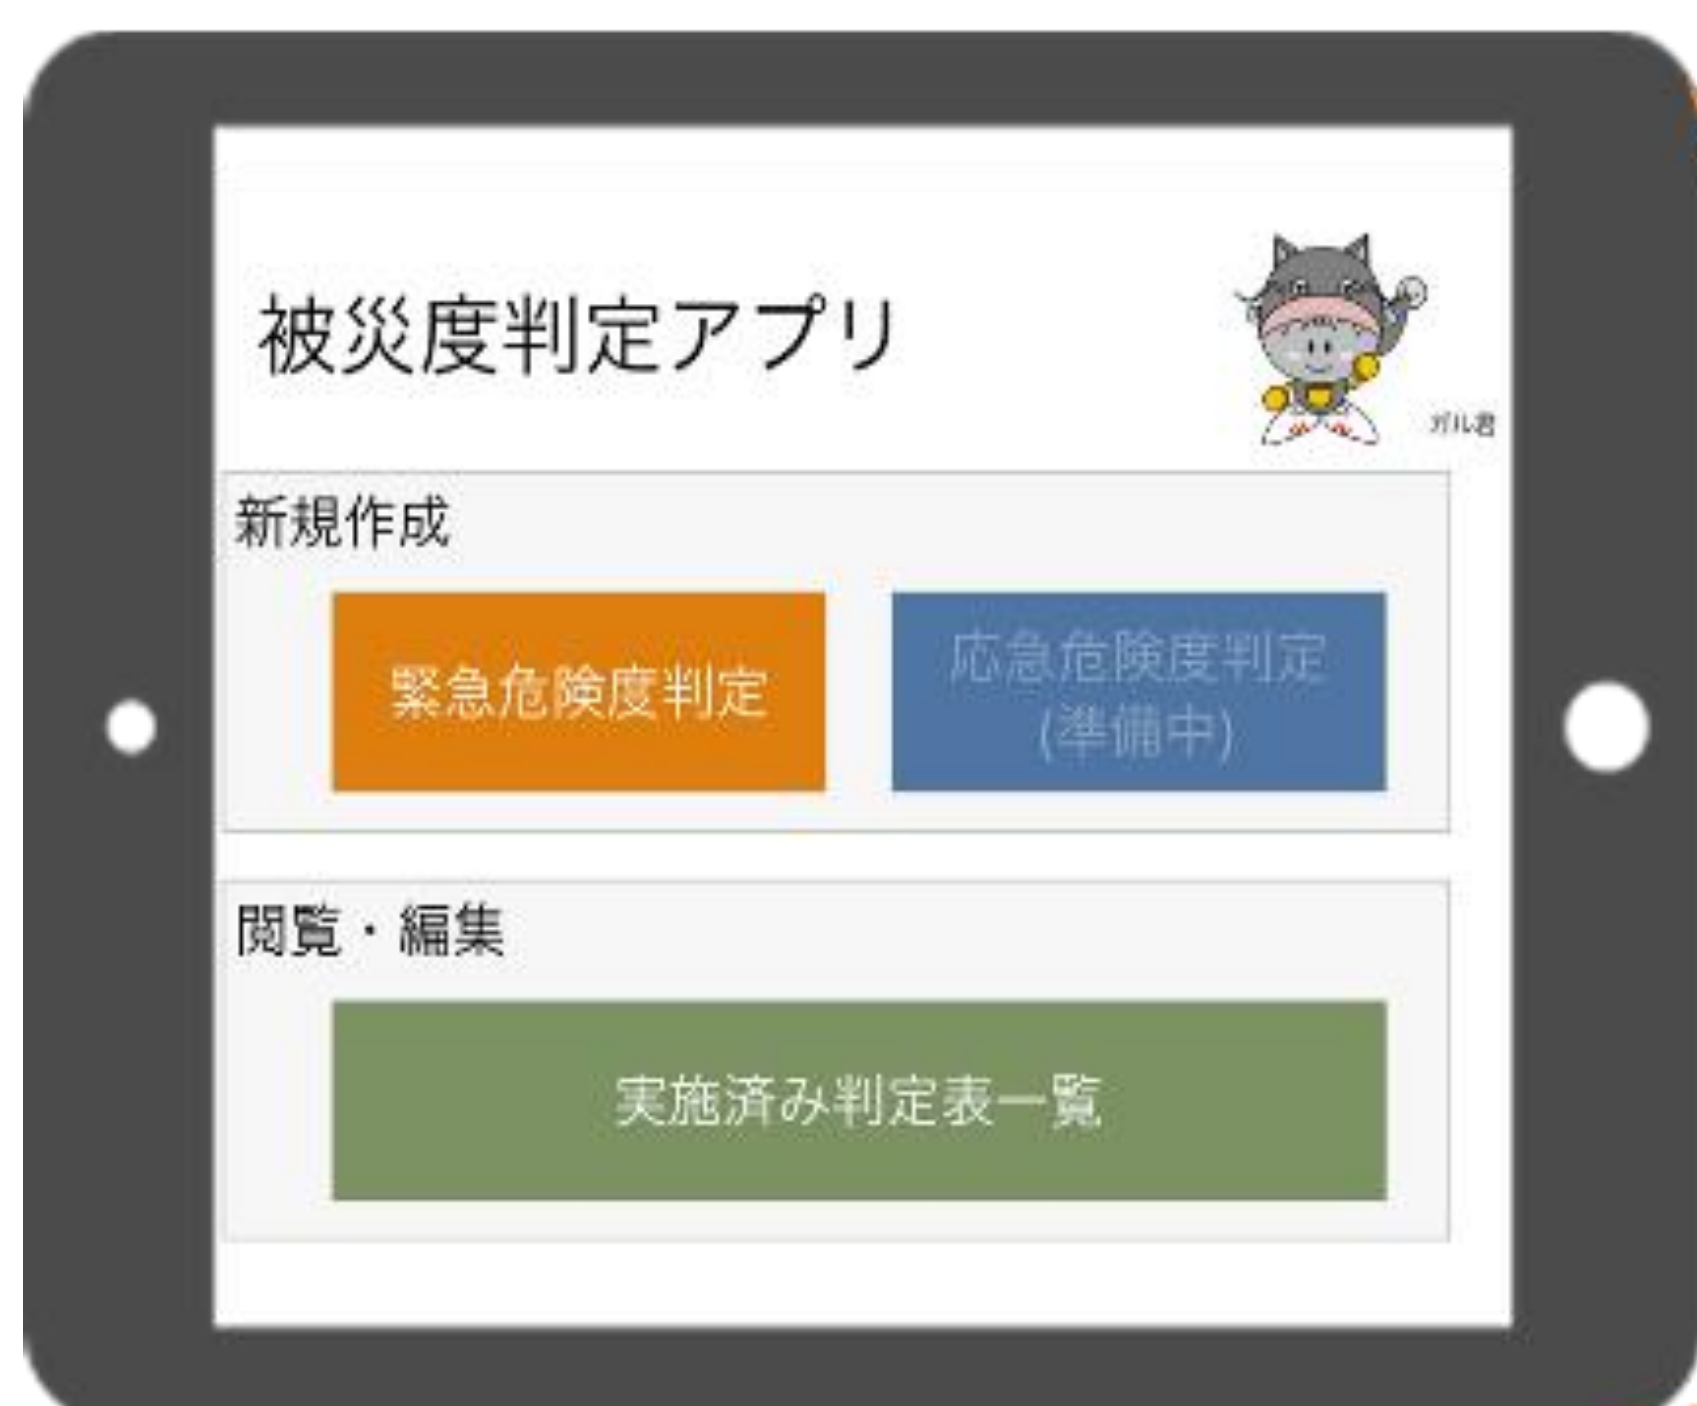 被災度判定アプリ
ガル君
新規作成
緊急危険度判定
応急危険度判定
(準備中)
閲覧・編集
実施済み判定表一覧